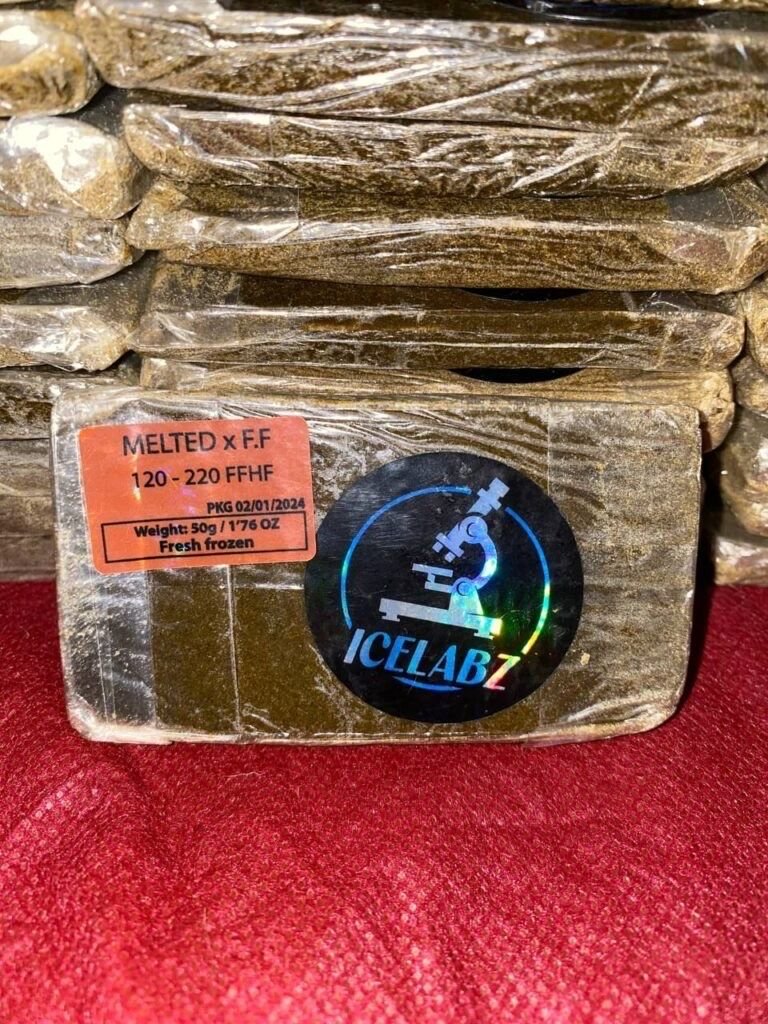 MELTED x F.F
120 - 220 FFHF
PKG 02/01/2024
Weight: 50g / 1'76 OZ
Fresh frozen
ICELABZ